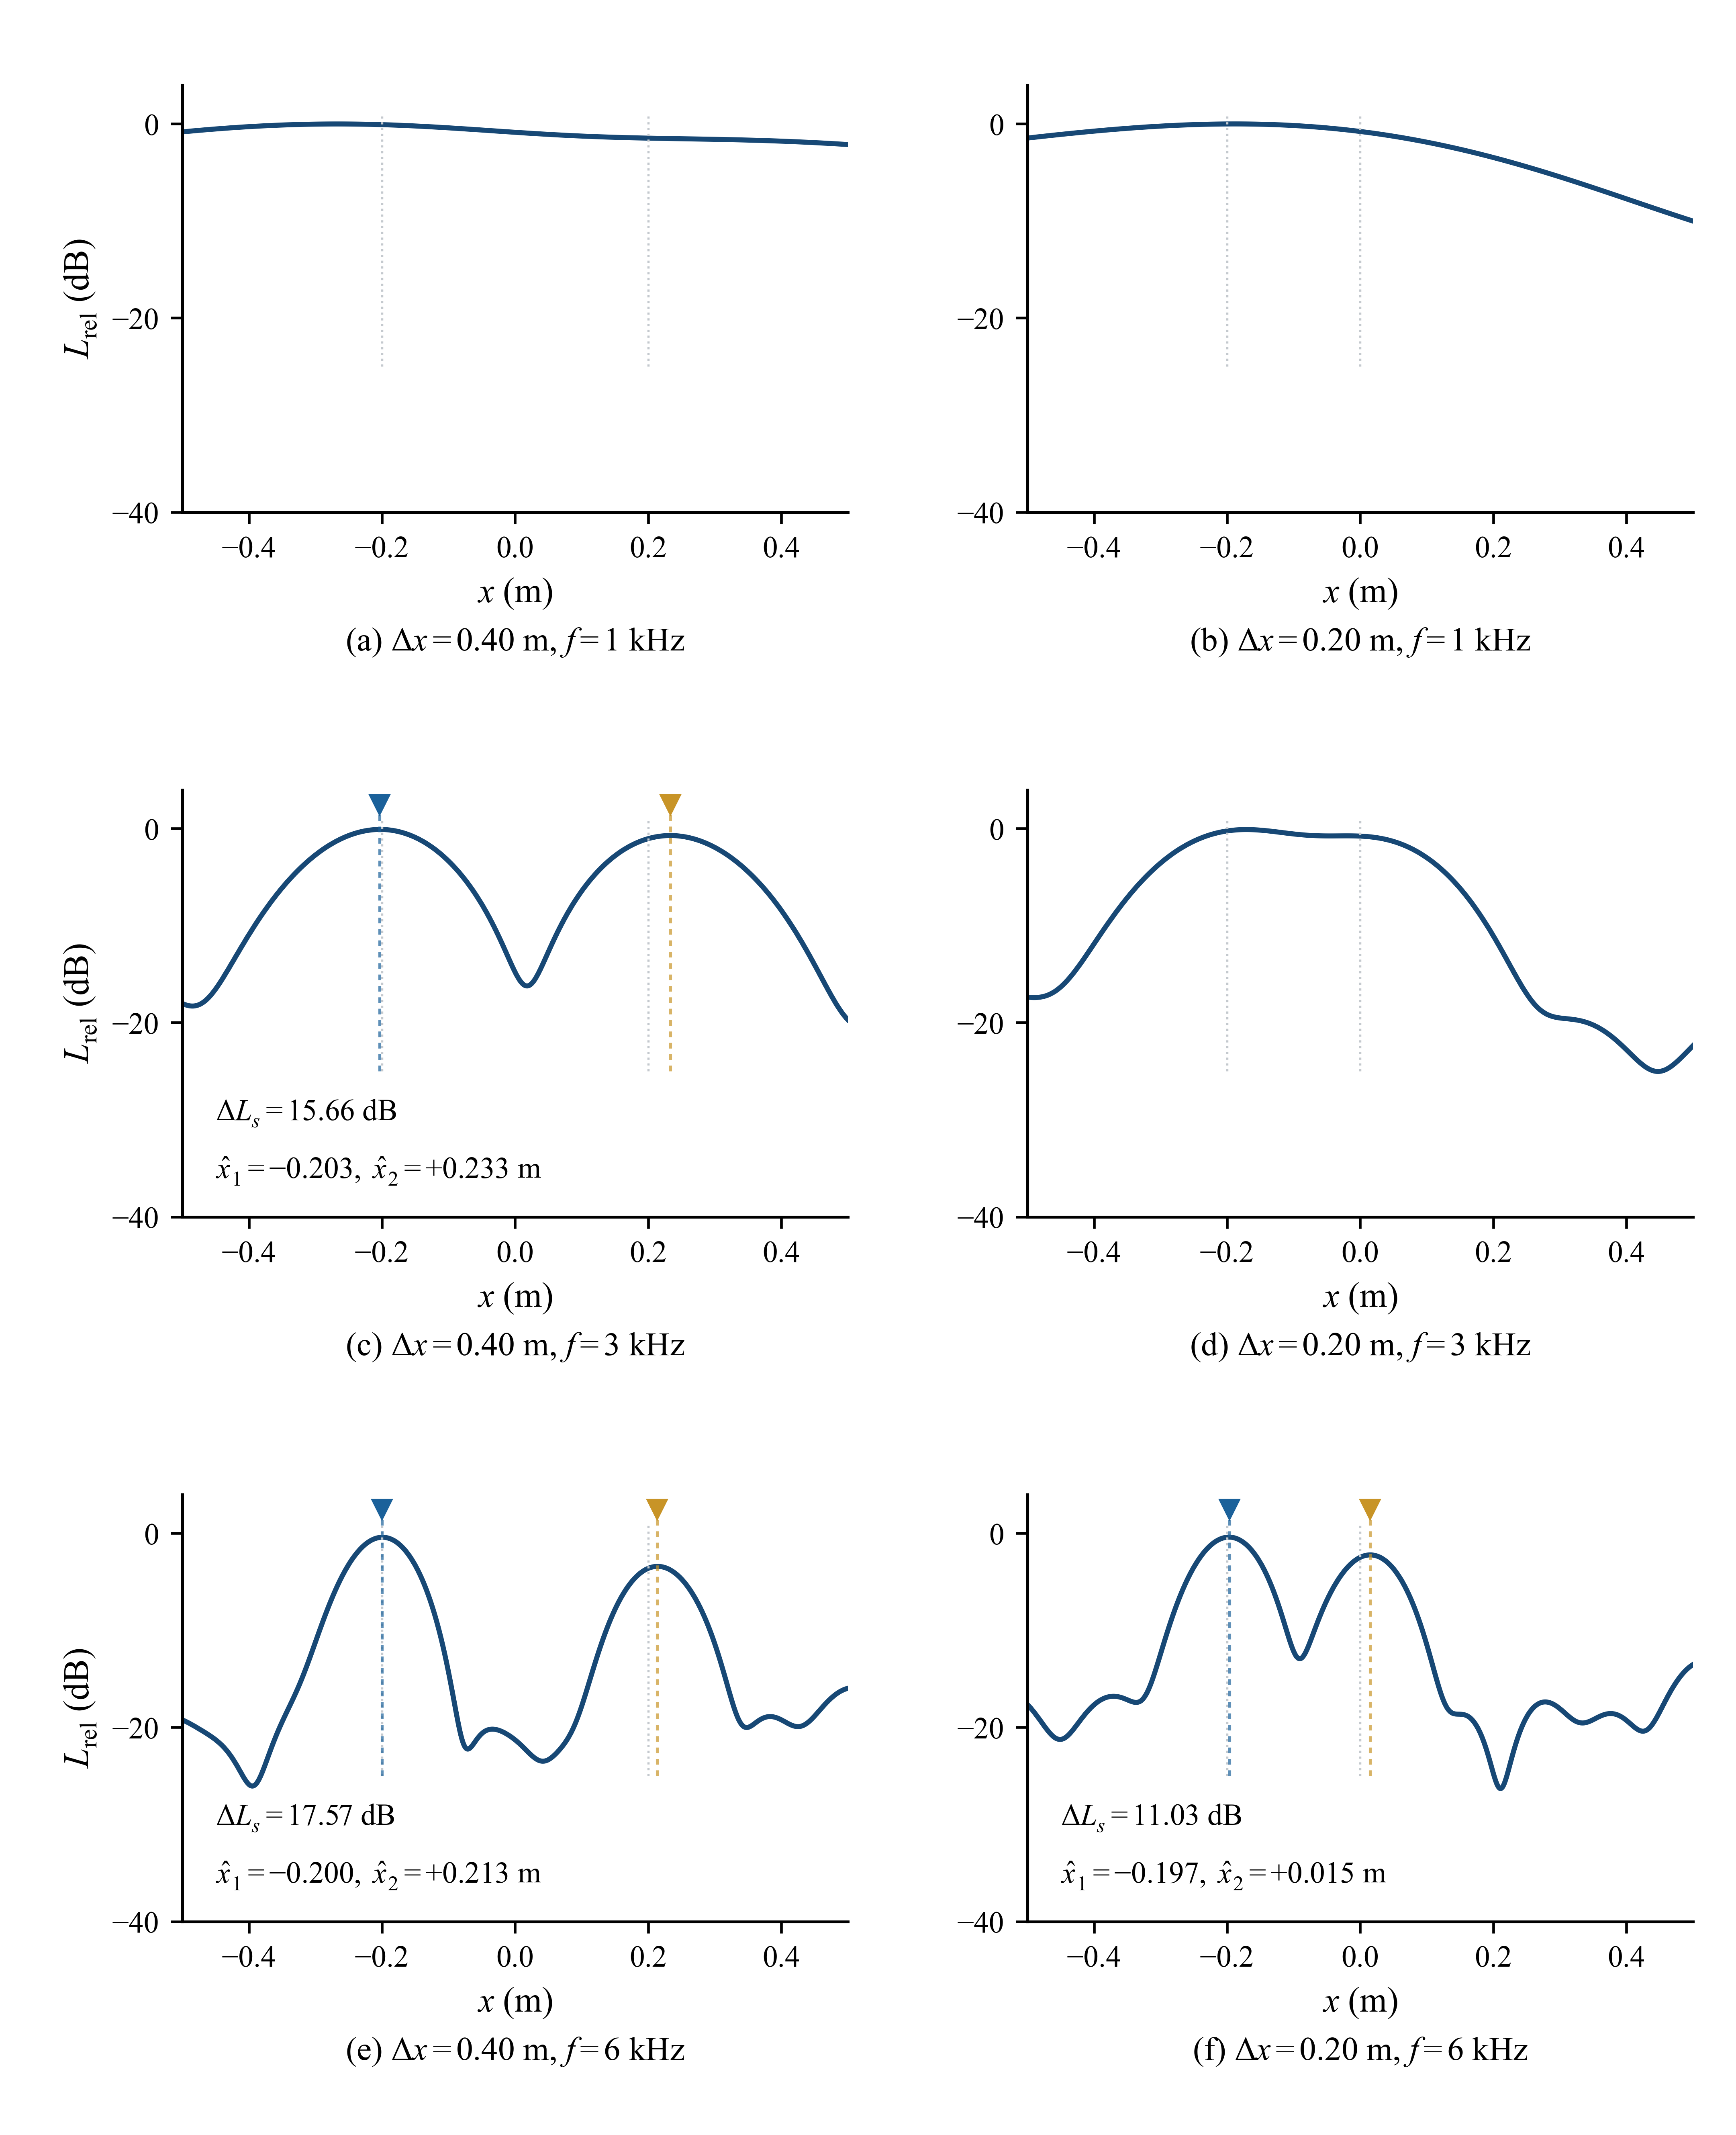 0
0
L_rel (dB)
−20
−20
−40
−40
−0.4 −0.2 0.0 0.2 0.4
−0.4 −0.2 0.0 0.2 0.4
x (m)
x (m)
(a) Δx=0.40 m, f=1 kHz
(b) Δx=0.20 m, f=1 kHz
0
0
L_rel (dB)
−20
−20
ΔL_s=15.66 dB
x̂_1=−0.203, x̂_2=+0.233 m
−40
−40
−0.4 −0.2 0.0 0.2 0.4
−0.4 −0.2 0.0 0.2 0.4
x (m)
x (m)
(c) Δx=0.40 m, f=3 kHz
(d) Δx=0.20 m, f=3 kHz
0
0
L_rel (dB)
−20
−20
ΔL_s=17.57 dB
ΔL_s=11.03 dB
x̂_1=−0.200, x̂_2=+0.213 m
x̂_1=−0.197, x̂_2=+0.015 m
−40
−40
−0.4 −0.2 0.0 0.2 0.4
−0.4 −0.2 0.0 0.2 0.4
x (m)
x (m)
(e) Δx=0.40 m, f=6 kHz
(f) Δx=0.20 m, f=6 kHz